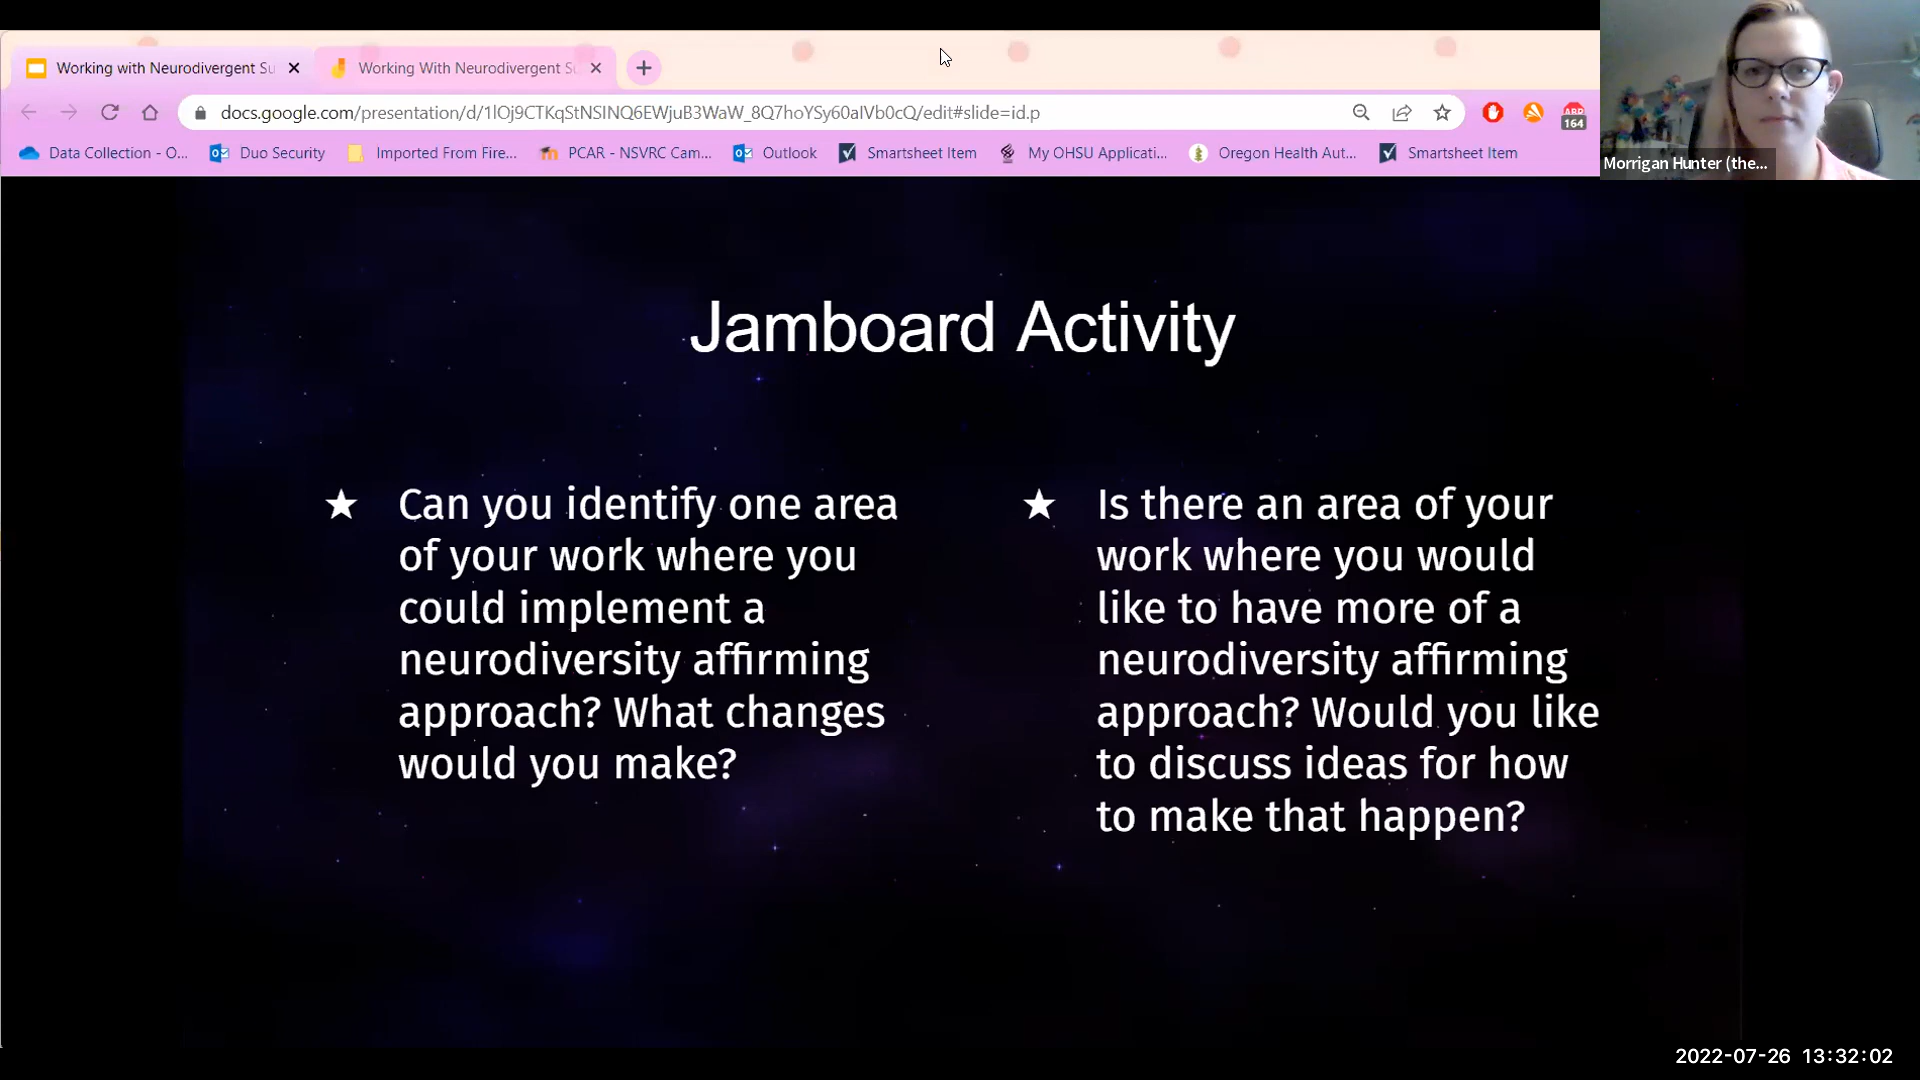 Working with Neurodivergent Su
Working With Neurodivergent S
docs.google.com/presentation/d/1lOj9CTKqStNSINQ6EWjuB3WaW_8Q7hoYSy60aIVb0cQ/edit#slide=id.p
ABP
164
Data Collection - O...
Duo Security
Imported From Fire...
PCAR - NSVRC Cam...
Outlook
Smartsheet Item
My OHSU Applicati...
Oregon Health Aut...
Smartsheet Item
Morrigan Hunter (the...
Jamboard Activity
★ Can you identify one area
of your work where you
could implement a
neurodiversity affirming
approach? What changes
would you make?
★ Is there an area of your
work where you would
like to have more of a
neurodiversity affirming
approach? Would you like
to discuss ideas for how
to make that happen?
2022-07-26 13:32:02